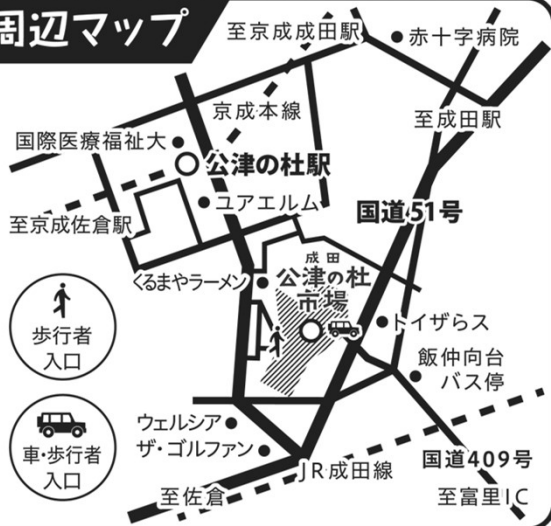 周辺マップ
至京成成田駅
赤十字病院
京成本線
至成田駅
国際医療福祉大
公津の杜駅
ユアエルム
至京成佐倉駅
国道51号
くるまやラーメン
成田
公津の杜
市場
トイザらス
歩行者
入口
飯仲向台
バス停
ウェルシア
ザ・ゴルファン
車・歩行者
入口
JR成田線
国道409号
至佐倉
至富里IC